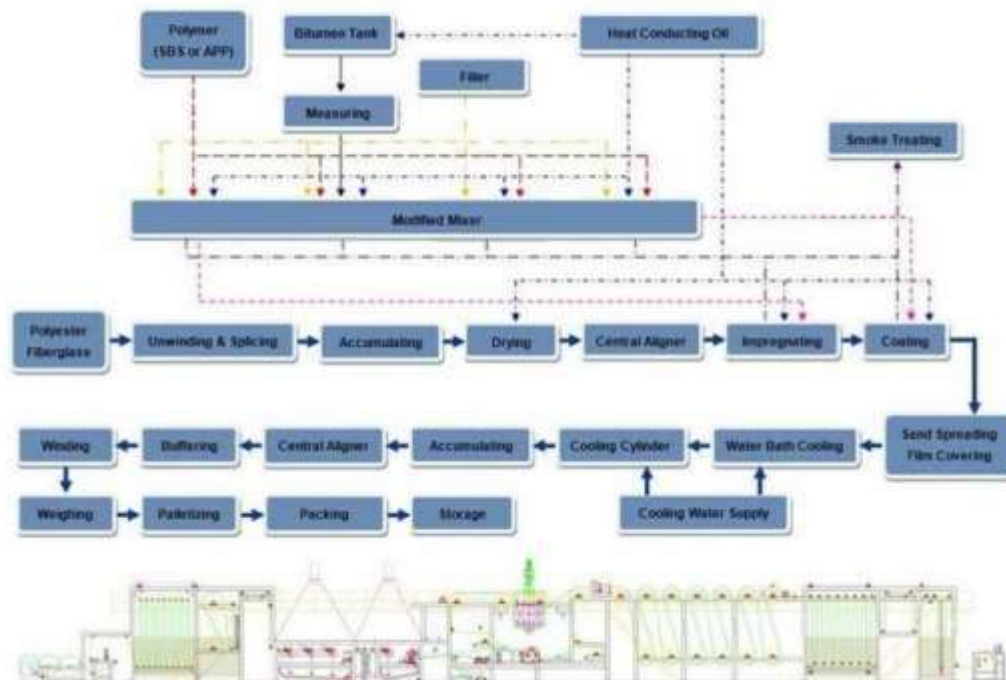 Polymer
(SBS or APP)
Bitumen Tank
Heat Conducting Oil
Filler
Measuring
Smoke Treating
Modified Mixer
Polyester
Fiberglass
Unwinding & Splicing
Accumulating
Drying
Central Aligner
Impregnating
Coating
Winding
Buffering
Central Aligner
Accumulating
Cooling Cylinder
Water Bath Cooling
Send Spreading
Film Covering
Weighing
Palletizing
Packing
Storage
Cooling Water Supply